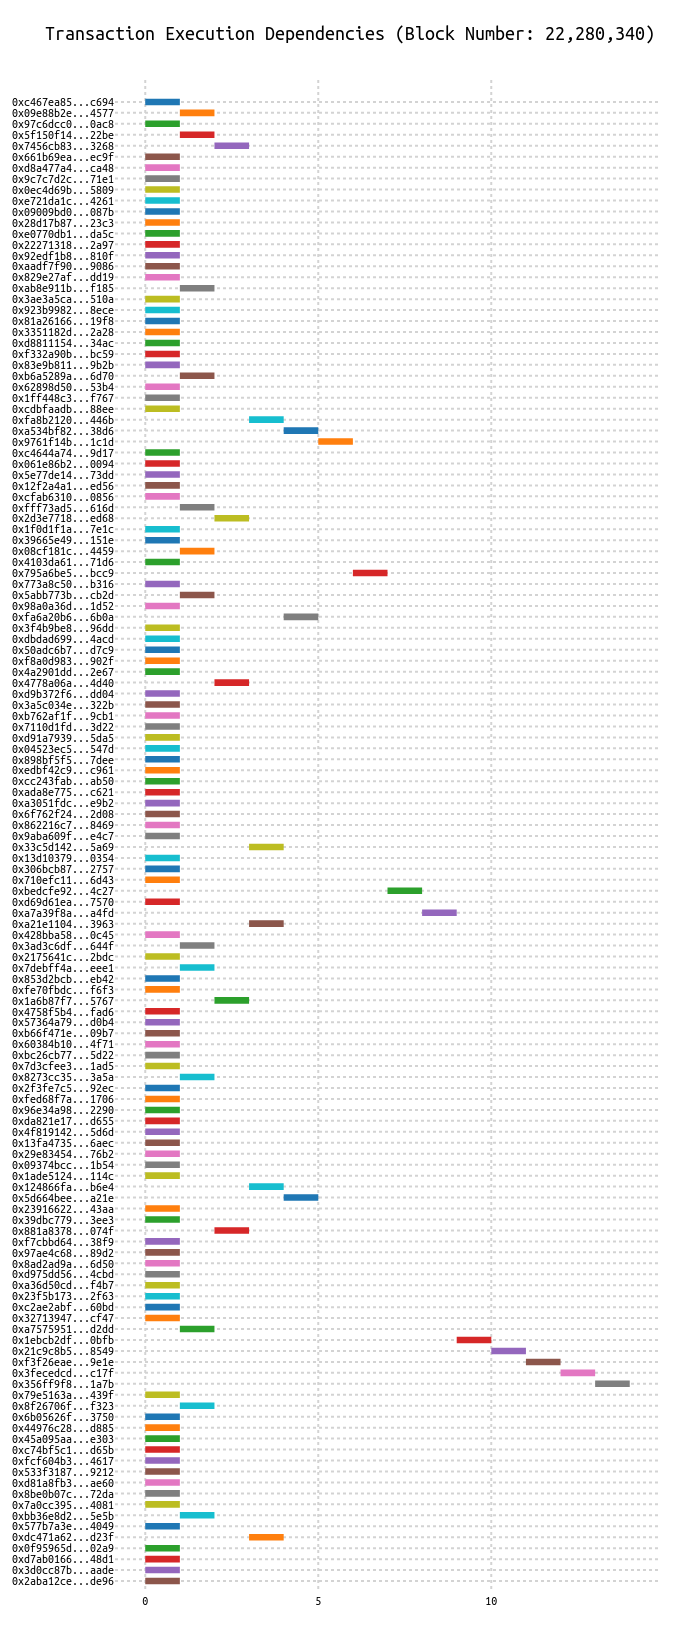 Transaction Execution Dependencies (Block Number: 22,280,340)
0xc467ea85...c694
0x09e88b2e...4577
0x97c6dcc0...0ac8
0x5f150f14...22be
0x7456cb83...3268
0x661b69ea...ec9f
0xd8a477a4...ca48
0x9c7c7d2c...71e1
0x0ec4d69b...5809
0xe721da1c...4261
0x09009bd0...087b
0x28d17b87...23c3
0xe0770db1...da5c
0x22271318...2a97
0x92edf1b8...810f
0xaadf7f90...9086
0x829e27af...dd19
0xab8e911b...f185
0x3ae3a5ca...510a
0x923b9982...8ece
0x81a26166...19f8
0x3351182d...2a28
0xd8811154...34ac
0xf332a90b...bc59
0x83e9b811...9b2b
0xb6a5289a...6d70
0x62898d50...53b4
0x1ff448c3...f767
0xcdbfaadb...88ee
0xfa8b2120...446b
0xa534bf82...38d6
0x9761f14b...1c1d
0xc4644a74...9d17
0x061e86b2...0094
0x5e77de14...73dd
0x12f2a4a1...ed56
0xcfab6310...0856
0xfff73ad5...616d
0x2d3e7718...ed68
0x1f0d1f1a...7e1c
0x39665e49...151e
0x08cf181c...4459
0x4103da61...71d6
0x795a6be5...bcc9
0x773a8c50...b316
0x5abb773b...cb2d
0x98a0a36d...1d52
0xfa6a20b6...6b0a
0x3f4b9be8...96dd
0xdbdad699...4acd
0x50adc6b7...d7c9
0xf8a0d983...902f
0x4a2901dd...2e67
0x4778a06a...4d40
0xd9b372f6...dd04
0x3a5c034e...322b
0xb762af1f...9cb1
0x7110d1fd...3d22
0xd91a7939...5da5
0x04523ec5...547d
0x898bf5f5...7dee
0xedbf42c9...c961
0xcc243fab...ab50
0xada8e775...c621
0xa3051fdc...e9b2
0x6f762f24...2d08
0x862216c7...8469
0x9aba609f...e4c7
0x33c5d142...5a69
0x13d10379...0354
0x306bcb87...2757
0x710efc11...6d43
0xbedcfe92...4c27
0xd69d61ea...7570
0xa7a39f8a...a4fd
0xa21e1104...3963
0x428bba58...0c45
0x3ad3c6df...644f
0x2175641c...2bdc
0x7debff4a...eee1
0x853d2bcb...eb42
0xfe70fbdc...f6f3
0x1a6b87f7...5767
0x4758f5b4...fad6
0x57364a79...d0b4
0xb66f471e...09b7
0x60384b10...4f71
0xbc26cb77...5d22
0x7d3cfee3...1ad5
0x8273cc35...3a5a
0x2f3fe7c5...92ec
0xfed68f7a...1706
0x96e34a98...2290
0xda821e17...d655
0x4f819142...5d6d
0x13fa4735...6aec
0x29e83454...76b2
0x09374bcc...1b54
0x1ade5124...114c
0x124866fa...b6e4
0x5d664bee...a21e
0x23916622...43aa
0x39dbc779...3ee3
0x881a8378...074f
0xf7cbbd64...38f9
0x97ae4c68...89d2
0x8ad2ad9a...6d50
0xd975dd56...4cbd
0xa36d50cd...f4b7
0x23f5b173...2f63
0xc2ae2abf...60bd
0x32713947...cf47
0xa7575951...d2dd
0x1ebcb2df...0bfb
0x21c9c8b5...8549
0xf3f26eae...9e1e
0x3fecedcd...c17f
0x356ff9f8...1a7b
0x79e5163a...439f
0x8f26706f...f323
0x6b05626f...3750
0x44976c28...d885
0x45a095aa...e303
0xc74bf5c1...d65b
0xfcf604b3...4617
0x533f3187...9212
0xd81a8fb3...ae60
0x8be0b07c...72da
0x7a0cc395...4081
0xbb36e8d2...5e5b
0x577b7a3e...4049
0xdc471a62...d23f
0x0f95965d...02a9
0xd7ab0166...48d1
0x3d0cc87b...aade
0x2aba12ce...de96
0 5 10